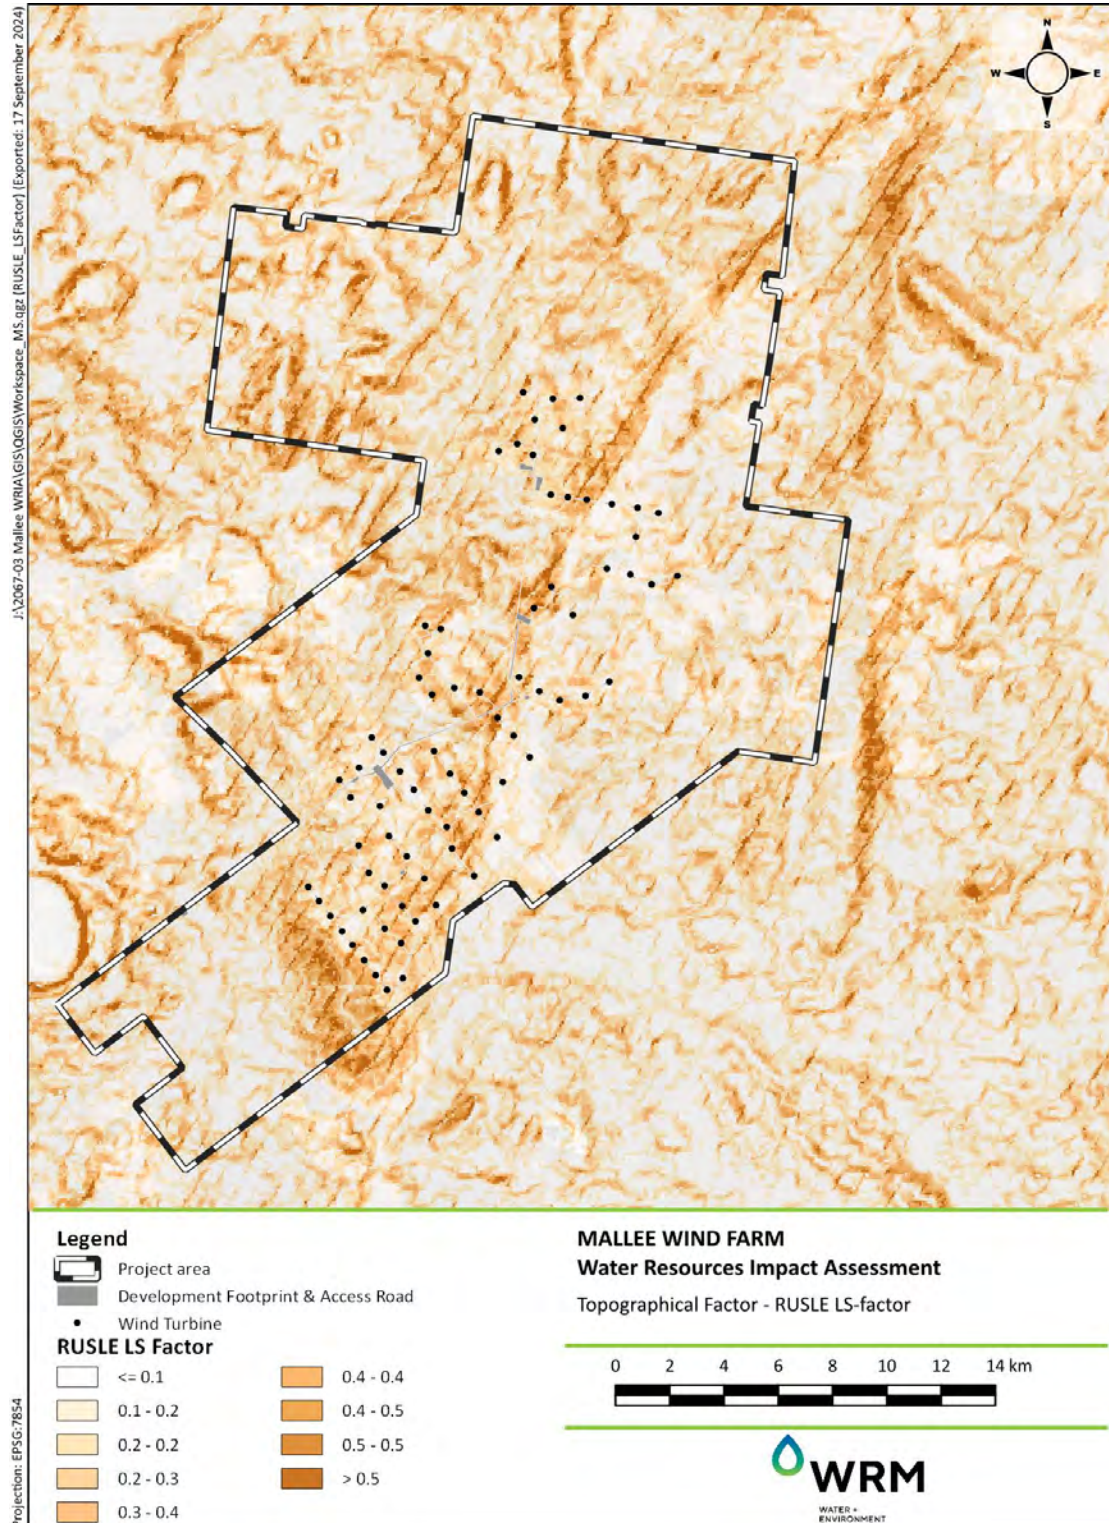 J:\2067-03 Mallee WRIA\GIS\QGIS\Workspace_MS.qgz [RUSLE_LSFactor] (Exported: 17 September 2024)
N
W E
S
Legend
Project area
Development Footprint & Access Road
Wind Turbine
RUSLE LS Factor
<= 0.1
0.1 - 0.2
0.2 - 0.2
0.2 - 0.3
0.3 - 0.4
0.4 - 0.4
0.4 - 0.5
0.5 - 0.5
> 0.5
MALLEE WIND FARM
Water Resources Impact Assessment
Topographical Factor - RUSLE LS-factor
0 2 4 6 8 10 12 14 km
WRM
WATER +
ENVIRONMENT
Projection: EPSG:7854